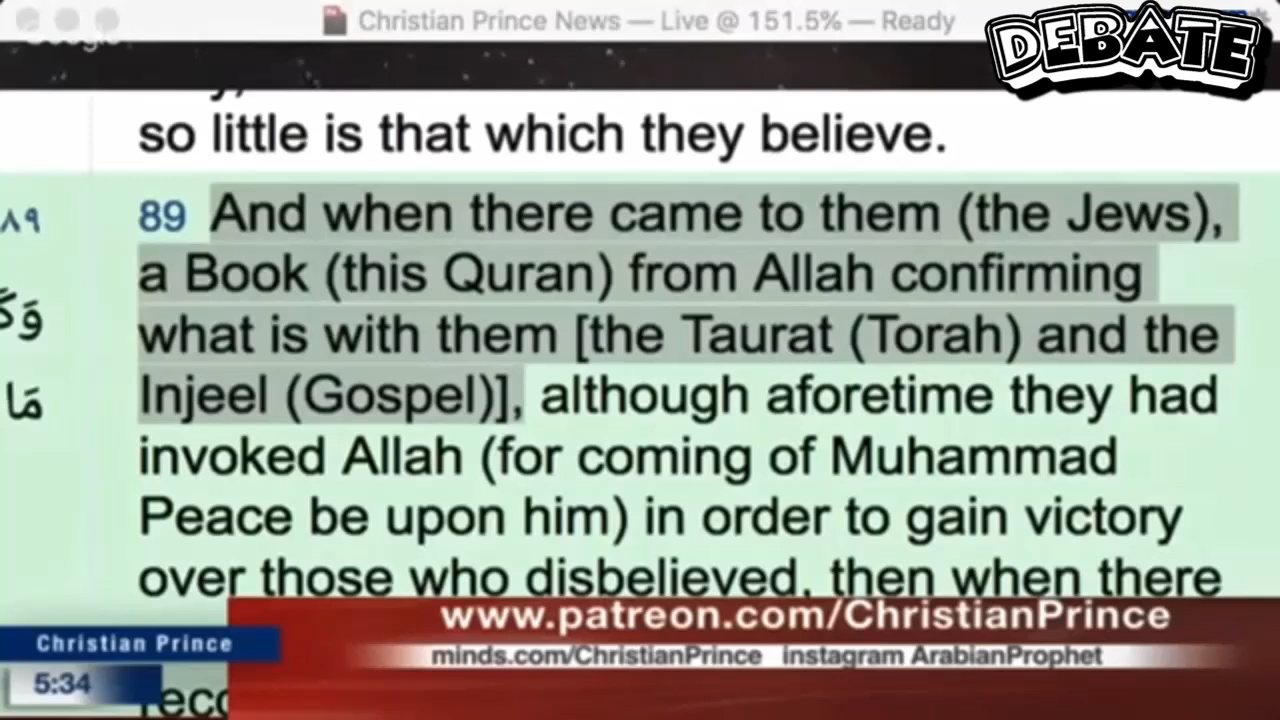 Christian Prince News — Live @ 151.5% — Ready
DEBATE
so little is that which they believe.
٨٩
89 And when there came to them (the Jews),
a Book (this Quran) from Allah confirming
what is with them [the Taurat (Torah) and the
مَا
Injeel (Gospel)], although aforetime they had
invoked Allah (for coming of Muhammad
Peace be upon him) in order to gain victory
over those who disbelieved, then when there
www.patreon.com/ChristianPrince
Christian Prince
minds.com/ChristianPrince instagram ArabianProphet
5:34